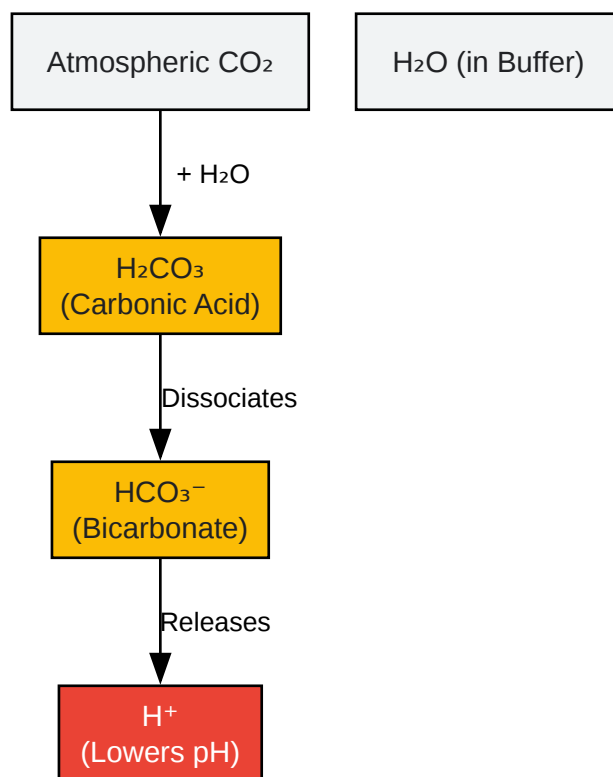 Atmospheric CO₂
H₂O (in Buffer)
+ H₂O
H₂CO₃
(Carbonic Acid)
Dissociates
HCO₃⁻
(Bicarbonate)
Releases
H⁺
(Lowers pH)